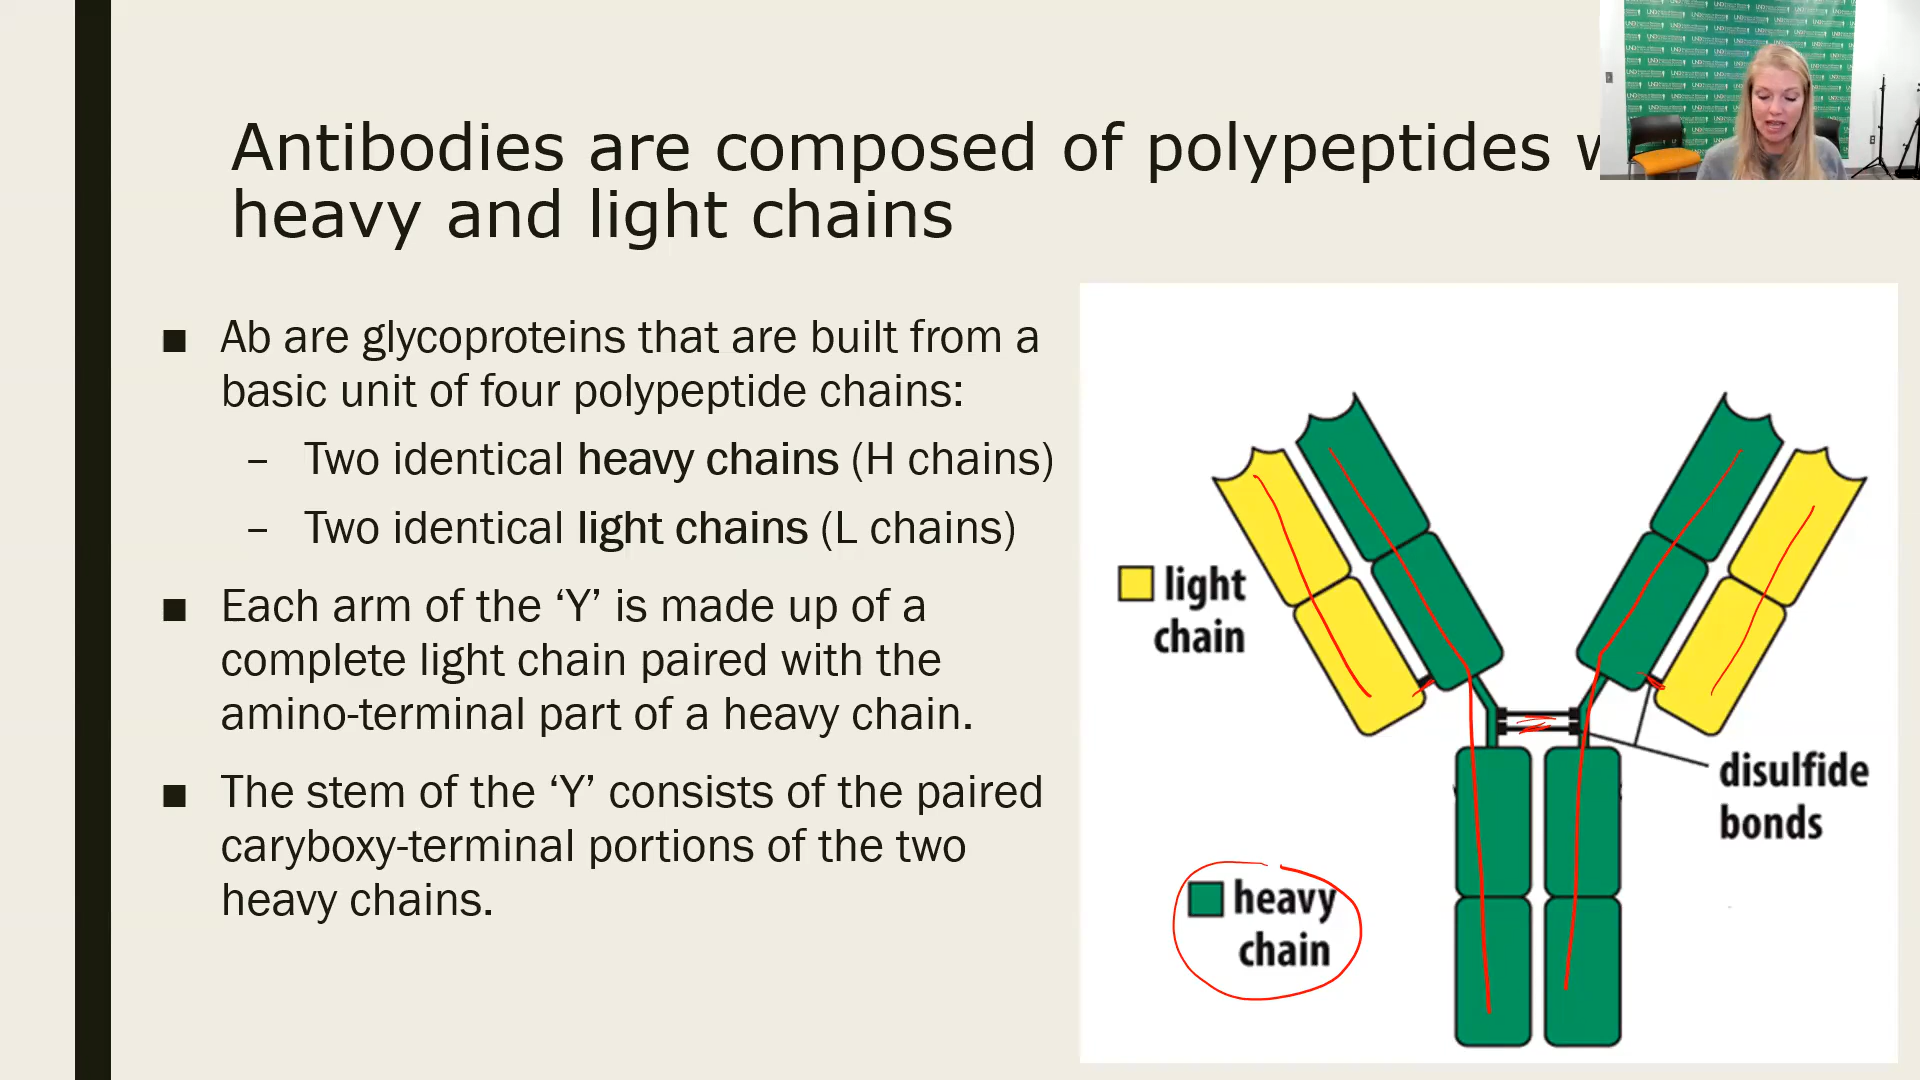 Antibodies are composed of polypeptides
heavy and light chains
■ Ab are glycoproteins that are built from a
basic unit of four polypeptide chains:
– Two identical heavy chains (H chains)
– Two identical light chains (L chains)
■ Each arm of the ‘Y’ is made up of a
complete light chain paired with the
amino-terminal part of a heavy chain.
■ The stem of the ‘Y’ consists of the paired
caryboxy-terminal portions of the two
heavy chains.
light
chain
disulfide
bonds
heavy
chain